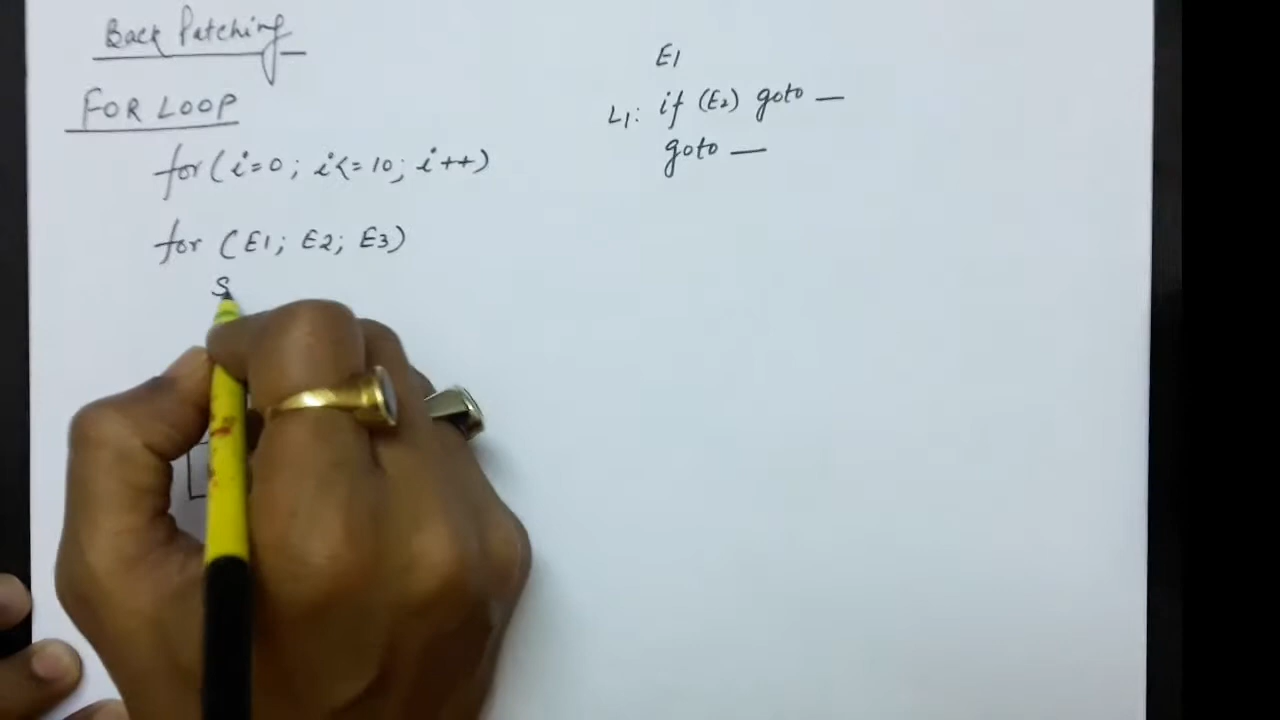 Back Patching
FOR LOOP
for (i=0; i<=10; i++)
for (E1; E2; E3)
S
E1
L1: if (E2) goto —
goto —